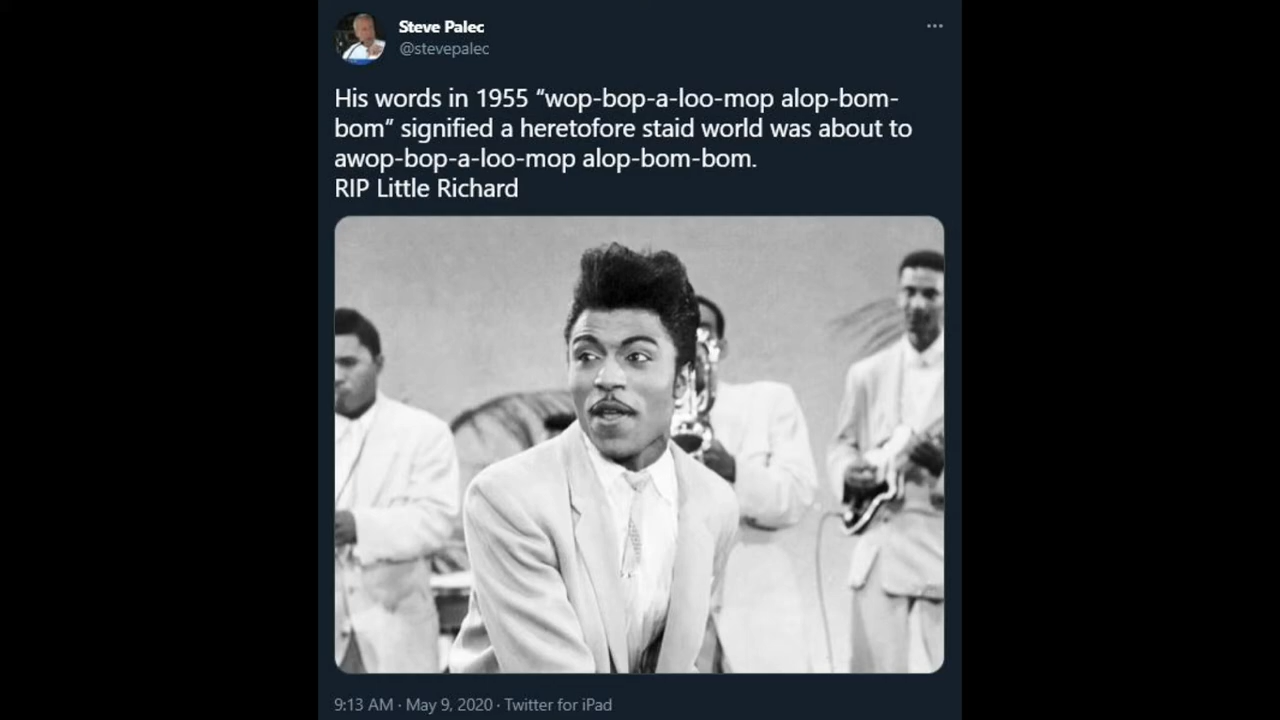 Steve Palec
@stevepalec
His words in 1955 “wop-bop-a-loo-mop alop-bom-
bom” signified a heretofore staid world was about to
awop-bop-a-loo-mop alop-bom-bom.
RIP Little Richard
9:13 AM · May 9, 2020 · Twitter for iPad